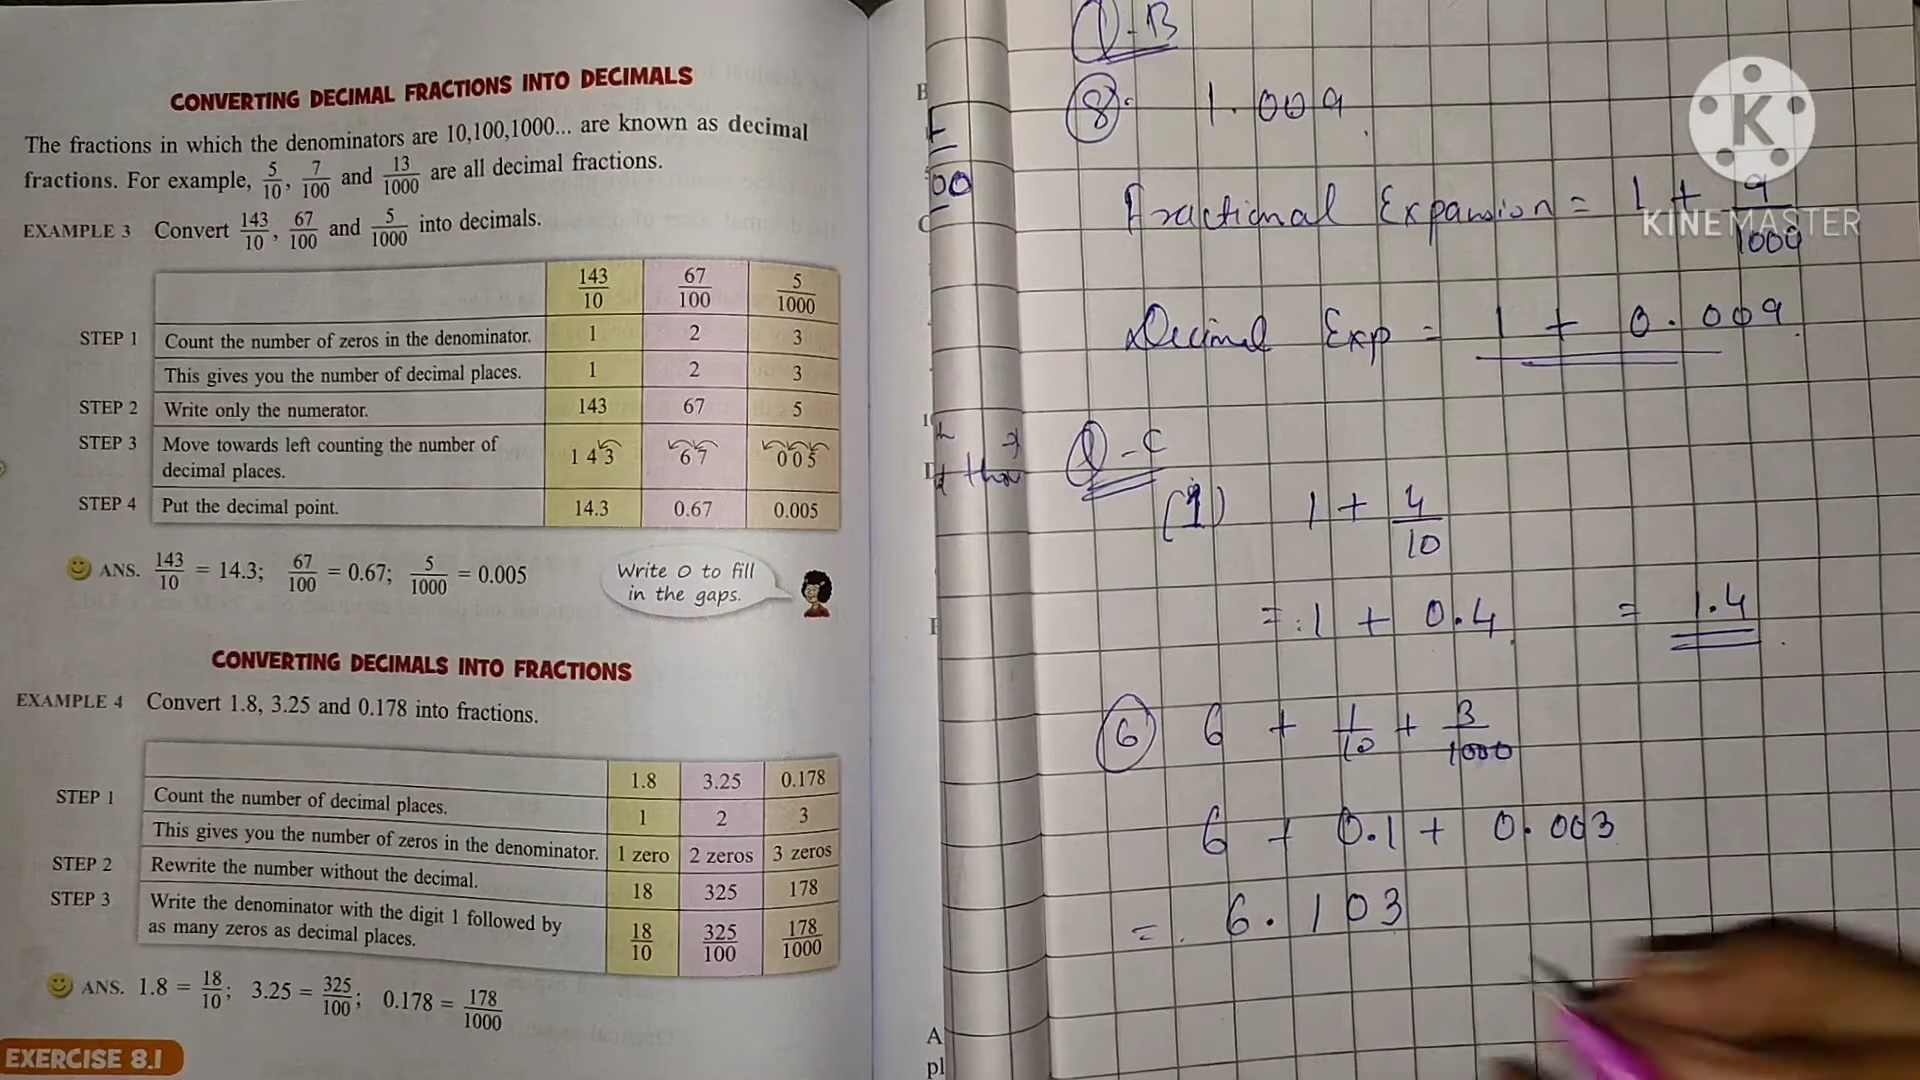 CONVERTING DECIMAL FRACTIONS INTO DECIMALS
The fractions in which the denominators are 10,100,1000... are known as decimal
fractions. For example, 5/10, 7/100 and 13/1000 are all decimal fractions.
EXAMPLE 3 Convert 143/10, 67/100 and 5/1000 into decimals.
143/10 67/100 5/1000
STEP 1 Count the number of zeros in the denominator. 1 2 3
This gives you the number of decimal places. 1 2 3
STEP 2 Write only the numerator. 143 67 5
STEP 3 Move towards left counting the number of
decimal places. 1 4 3 6 7 0 0 5
STEP 4 Put the decimal point. 14.3 0.67 0.005
ANS. 143/10 = 14.3; 67/100 = 0.67; 5/1000 = 0.005
Write 0 to fill
in the gaps.
CONVERTING DECIMALS INTO FRACTIONS
EXAMPLE 4 Convert 1.8, 3.25 and 0.178 into fractions.
1.8 3.25 0.178
STEP 1 Count the number of decimal places. 1 2 3
This gives you the number of zeros in the denominator. 1 zero 2 zeros 3 zeros
STEP 2 Rewrite the number without the decimal. 18 325 178
STEP 3 Write the denominator with the digit 1 followed by
as many zeros as decimal places. 18/10 325/100 178/1000
ANS. 1.8 = 18/10; 3.25 = 325/100; 0.178 = 178/1000
EXERCISE 8.1
Q-B
8. 1.009
Fractional Expansion = 1 + 9/1000
Decimal Exp = 1 + 0.009
Q-C
(1) 1 + 4/10
= 1 + 0.4 = 1.4
6 6 + 1/10 + 3/1000
6 + 0.1 + 0.003
= 6.103
K
KINEMASTER